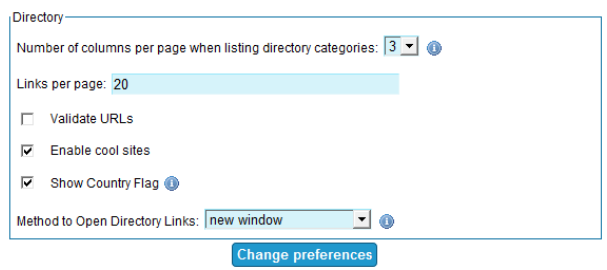 Directory
Number of columns per page when listing directory categories: 3
Links per page: 20
Validate URLs
Enable cool sites
Show Country Flag
Method to Open Directory Links: new window
Change preferences